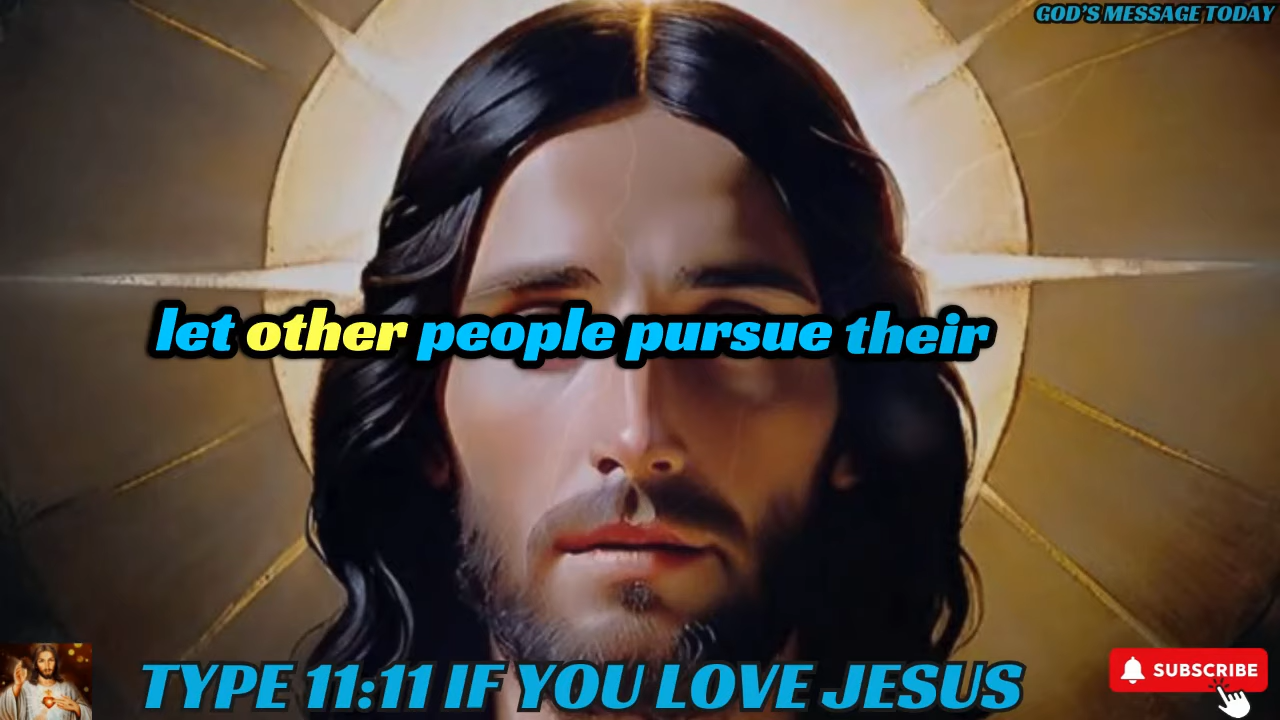 GOD'S MESSAGE TODAY
let other people pursue their
TYPE 11:11 IF YOU LOVE JESUS
SUBSCRIBE